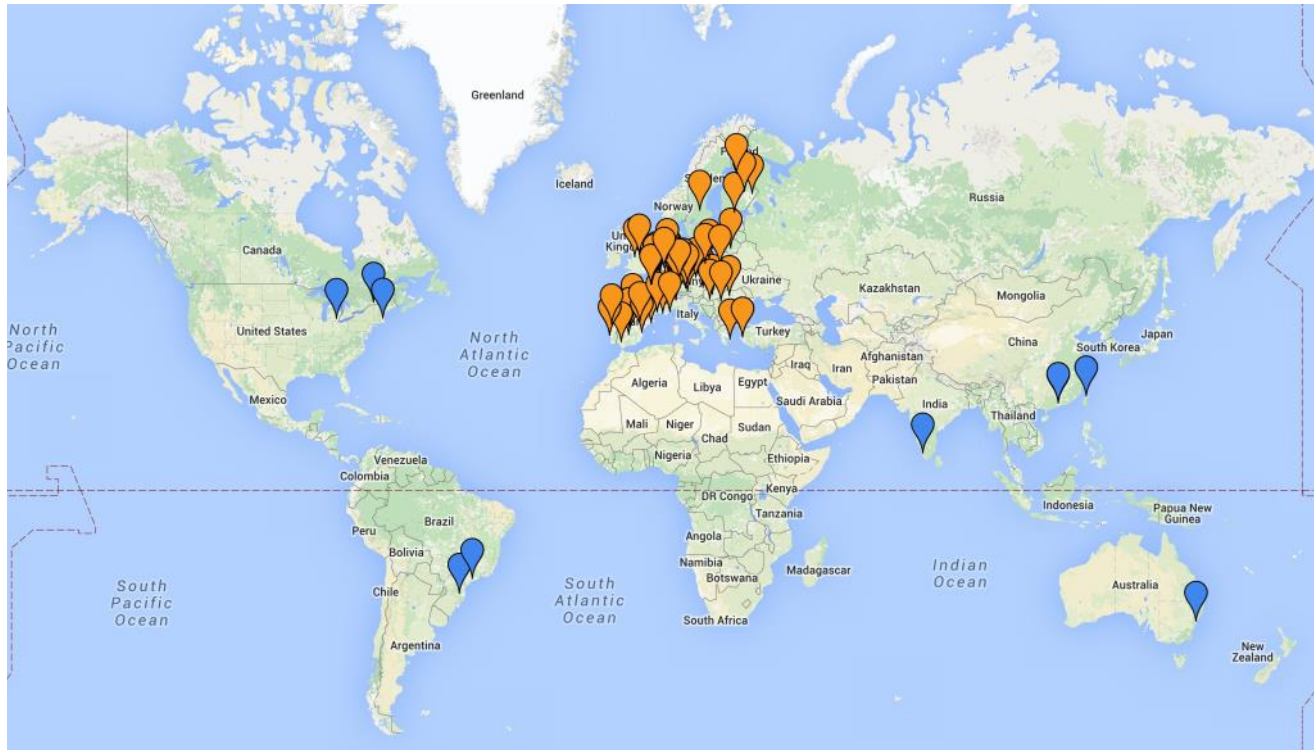 Greenland
Iceland
Norway
Russia
Canada
Ukraine
Kazakhstan
Mongolia
Italy
Turkey
United States
North
Pacific
Ocean
North
Atlantic
Ocean
China
South Korea
Japan
Afghanistan
Iraq
Iran
Pakistan
Algeria
Libya
Egypt
Saudi Arabia
Mexico
India
Thailand
Mali
Niger
Chad
Sudan
Nigeria
Ethiopia
Venezuela
Colombia
Kenya
DR Congo
Tanzania
Indonesia
Papua New
Guinea
Brazil
Peru
Bolivia
Angola
Namibia
Botswana
Madagascar
Indian
Ocean
Australia
South
Pacific
Ocean
Chile
South
Atlantic
Ocean
South Africa
Argentina
New
Zealand